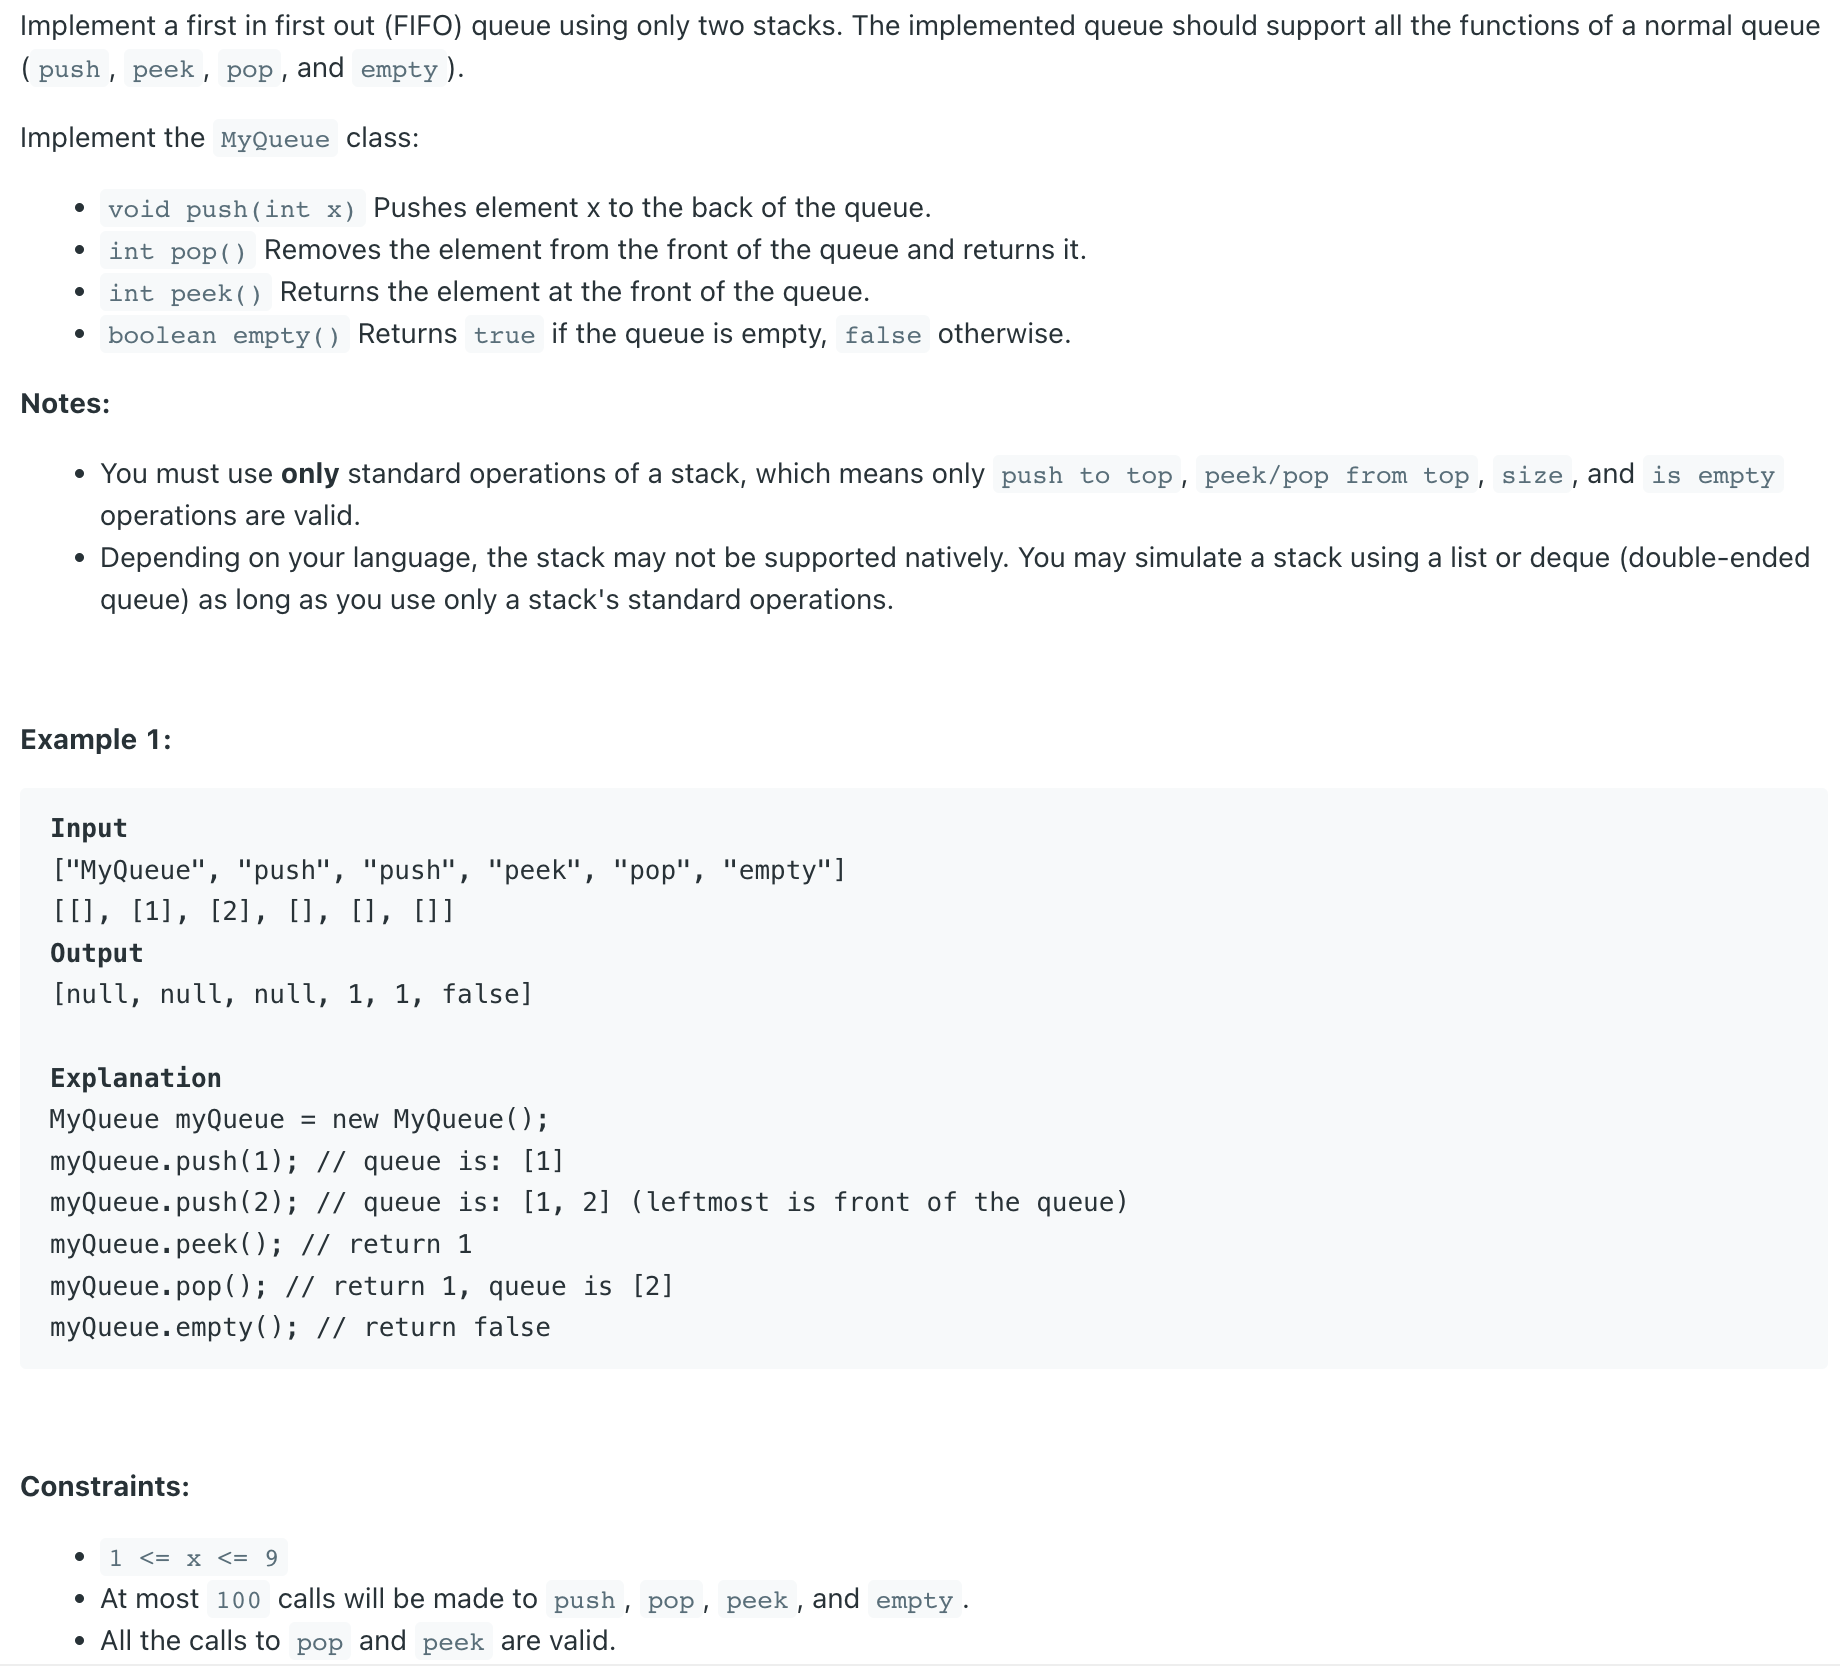 Implement a first in first out (FIFO) queue using only two stacks. The implemented queue should support all the functions of a normal queue
( push , peek , pop , and empty ).
Implement the MyQueue class:
• void push(int x) Pushes element x to the back of the queue.
• int pop() Removes the element from the front of the queue and returns it.
• int peek() Returns the element at the front of the queue.
• boolean empty() Returns true if the queue is empty, false otherwise.
Notes:
• You must use only standard operations of a stack, which means only push to top , peek/pop from top , size , and is empty
operations are valid.
• Depending on your language, the stack may not be supported natively. You may simulate a stack using a list or deque (double-ended
queue) as long as you use only a stack's standard operations.
Example 1:
Input
["MyQueue", "push", "push", "peek", "pop", "empty"]
[[], [1], [2], [], [], []]
Output
[null, null, null, 1, 1, false]
Explanation
MyQueue myQueue = new MyQueue();
myQueue.push(1); // queue is: [1]
myQueue.push(2); // queue is: [1, 2] (leftmost is front of the queue)
myQueue.peek(); // return 1
myQueue.pop(); // return 1, queue is [2]
myQueue.empty(); // return false
Constraints:
• 1 <= x <= 9
• At most 100 calls will be made to push , pop , peek , and empty .
• All the calls to pop and peek are valid.